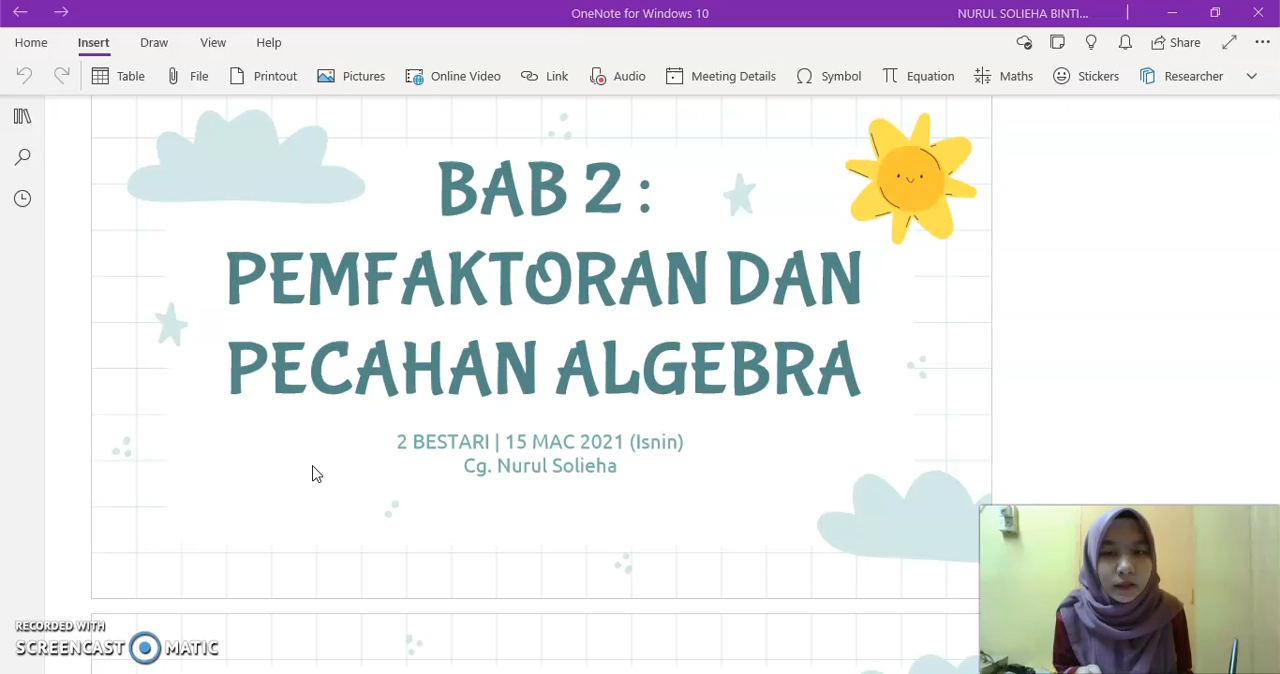 OneNote for Windows 10
NURUL SOLIEHA BINTI...
Home Insert Draw View Help
Share
Table File Printout Pictures Online Video Link Audio Meeting Details Symbol Equation Maths Stickers Researcher
BAB 2 :
PEMFAKTORAN DAN
PECAHAN ALGEBRA
2 BESTARI | 15 MAC 2021 (Isnin)
Cg. Nurul Solieha
RECORDED WITH
SCREENCAST MATIC